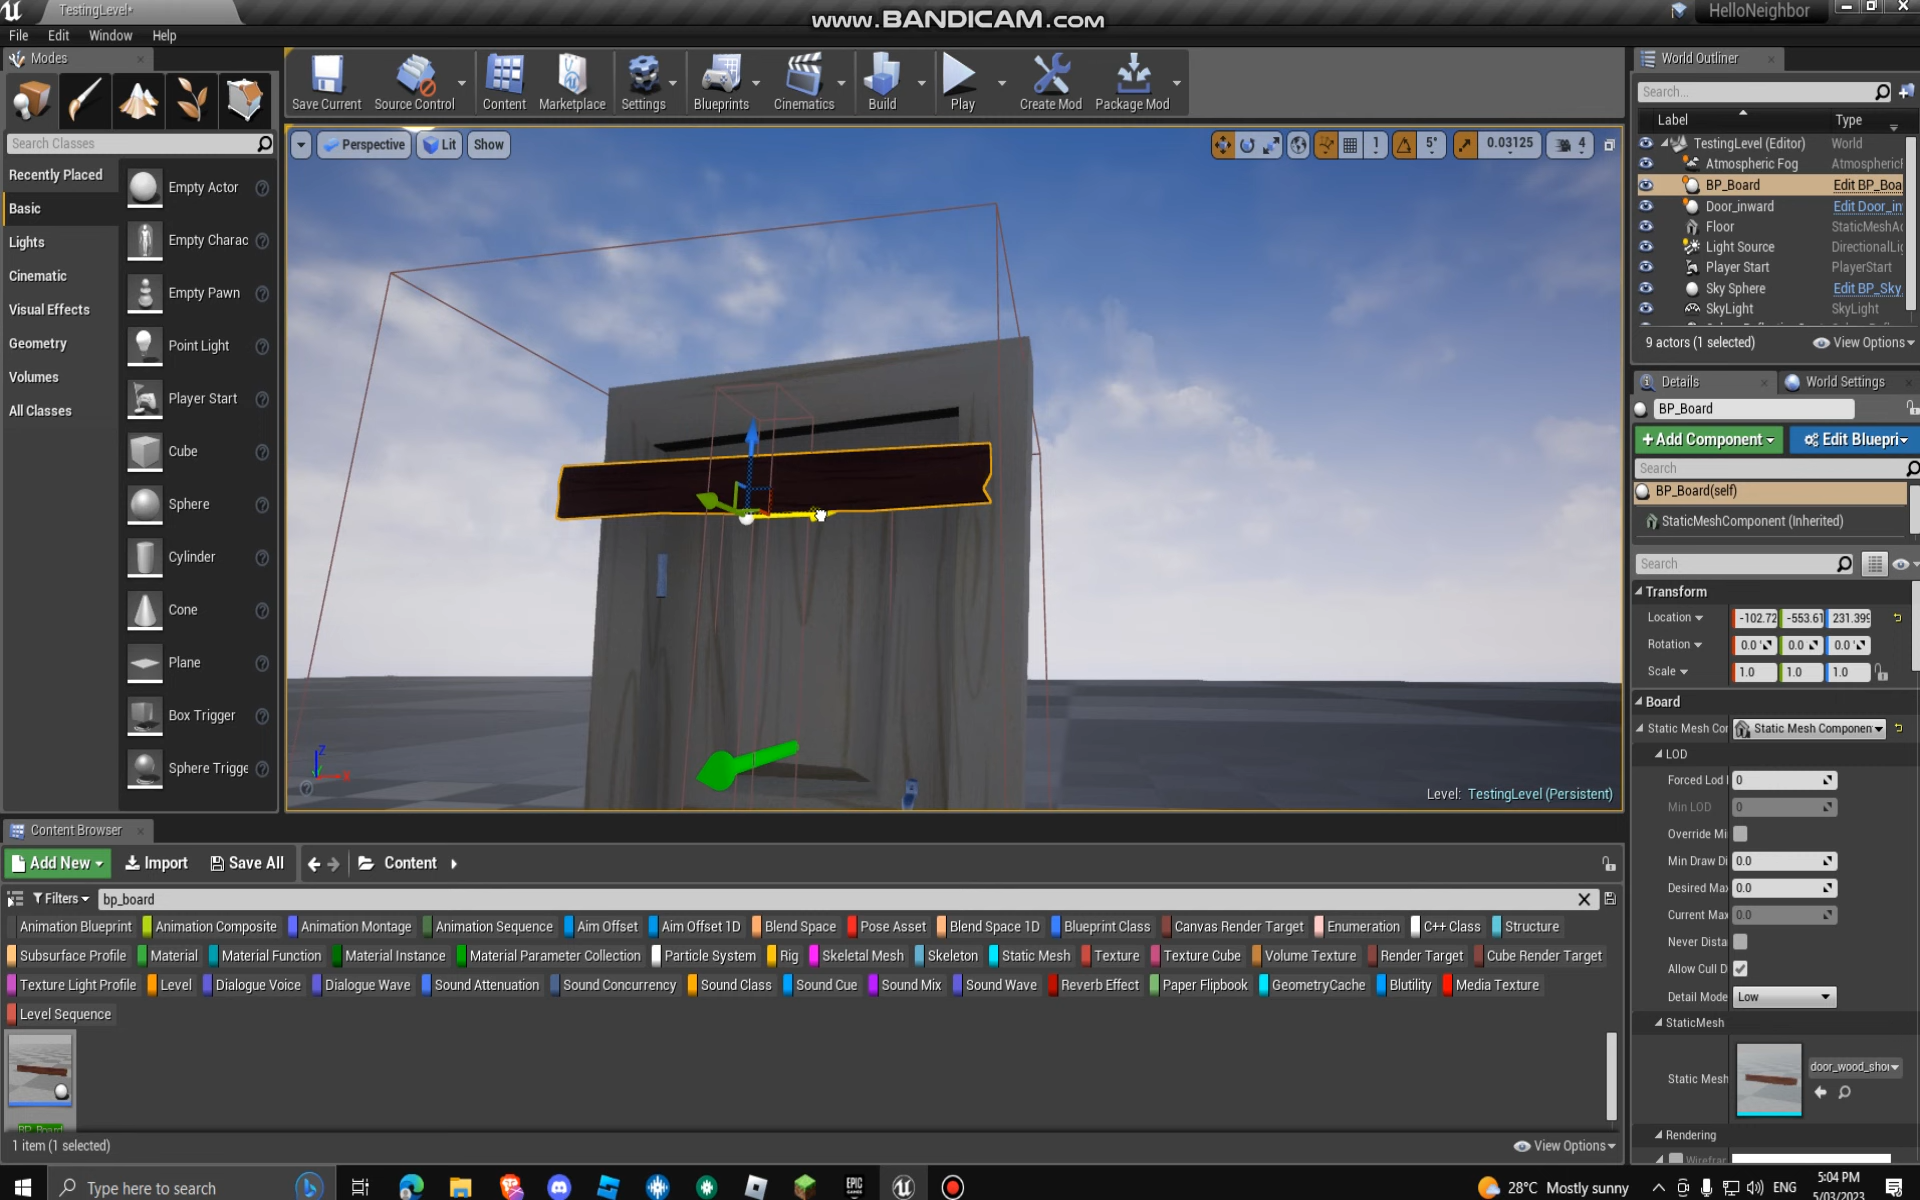 TestingLevel*
www.BANDICAM.com
HelloNeighbor
File Edit Window Help
Modes
Search Classes
Recently Placed
Basic
Lights
Cinematic
Visual Effects
Geometry
Volumes
All Classes
Empty Actor
Empty Charac
Empty Pawn
Point Light
Player Start
Cube
Sphere
Cylinder
Cone
Plane
Box Trigger
Sphere Trigge
Save Current Source Control Content Marketplace Settings Blueprints Cinematics Build Play Create Mod Package Mod
Perspective Lit Show
1 5° 0.03125 4
Level: TestingLevel (Persistent)
World Outliner
Search...
Label Type
TestingLevel (Editor) World
Atmospheric Fog Atmospheric
BP_Board Edit BP_Boa
Door_inward Edit Door_in
Floor StaticMeshAc
Light Source DirectionalLi
Player Start PlayerStart
Sky Sphere Edit BP_Sky
SkyLight SkyLight
9 actors (1 selected) View Options
Details World Settings
BP_Board
+Add Component Edit Bluepri
Search
BP_Board(self)
StaticMeshComponent (Inherited)
Search
Transform
Location -102.72 -553.61 231.399
Rotation 0.0 ° 0.0 ° 0.0 °
Scale 1.0 1.0 1.0
Board
Static Mesh Co Static Mesh Componen
LOD
Forced Lod 0
Min LOD 0
Override Mi
Min Draw Di 0.0
Desired Max 0.0
Current Max 0.0
Never Dista
Allow Cull D
Detail Mode Low
StaticMesh
Static Mesh door_wood_shor
Rendering
Content Browser
Add New Import Save All Content
Filters bp_board
Animation Blueprint Animation Composite Animation Montage Animation Sequence Aim Offset Aim Offset 1D Blend Space Pose Asset Blend Space 1D Blueprint Class Canvas Render Target Enumeration C++ Class Structure
Subsurface Profile Material Material Function Material Instance Material Parameter Collection Particle System Rig Skeletal Mesh Skeleton Static Mesh Texture Texture Cube Volume Texture Render Target Cube Render Target
Texture Light Profile Level Dialogue Voice Dialogue Wave Sound Attenuation Sound Concurrency Sound Class Sound Cue Sound Mix Sound Wave Reverb Effect Paper Flipbook GeometryCache Blutility Media Texture
Level Sequence
BP_Board
1 item (1 selected) View Options
Type here to search
EPIC
28°C Mostly sunny
ENG
5:04 PM
5/03/2023